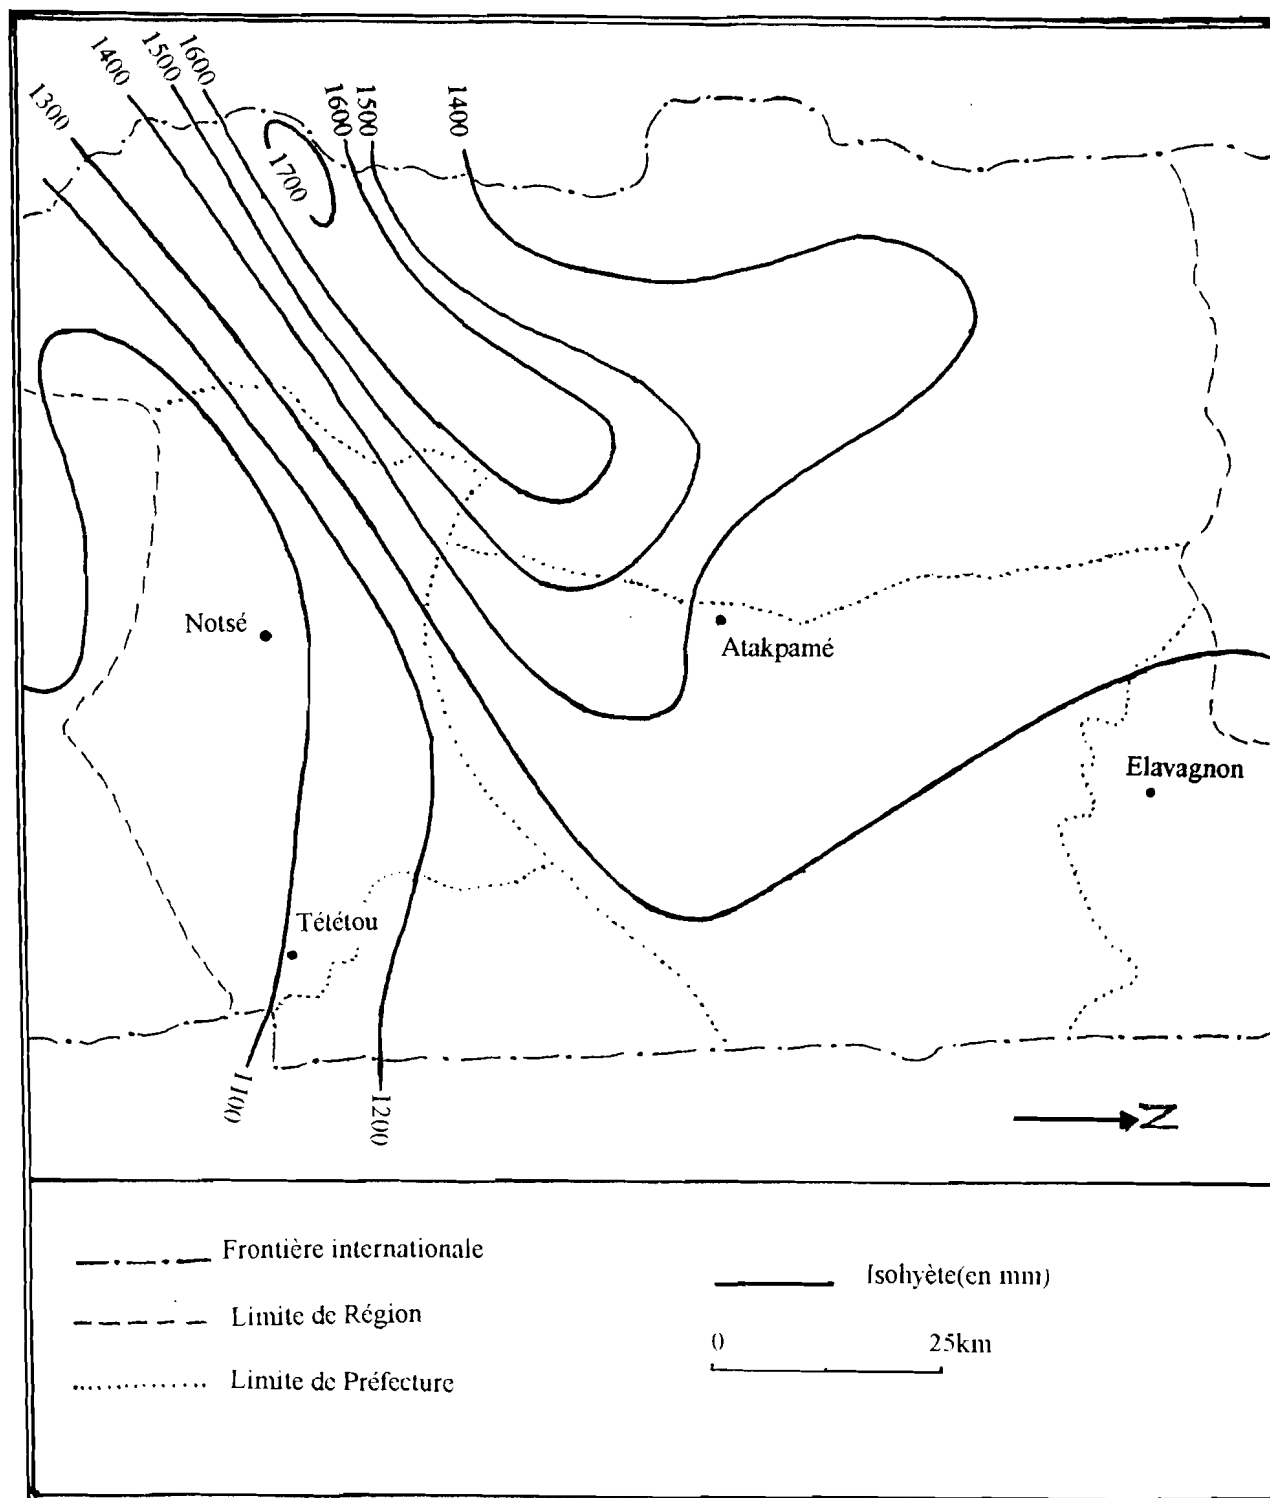 1300
1400
1500
1600
1700
1600
1500
1400
Notsé
Atakpamé
Elavagnon
Tététou
1100
1200
N
Frontière internationale
Limite de Région
Limite de Préfecture
Isohyète(en mm)
0 25km